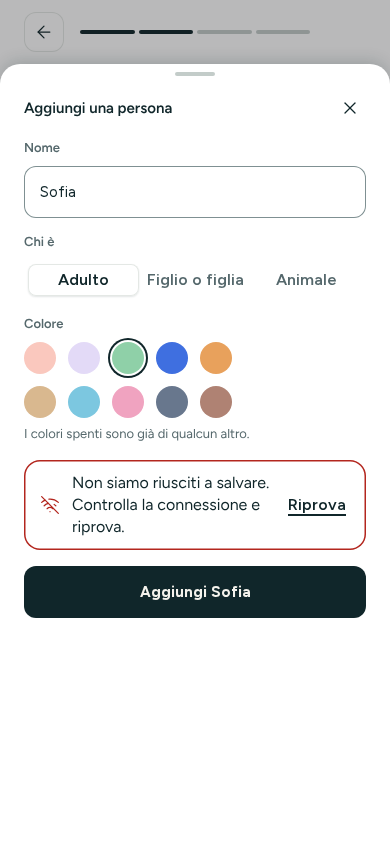 Aggiungi una persona
Nome
Sofia
Chi è
Adulto
Figlio o figlia
Animale
Colore
I colori spenti sono già di qualcun altro.
Non siamo riusciti a salvare.
Controlla la connessione e
riprova.
Riprova
Aggiungi Sofia